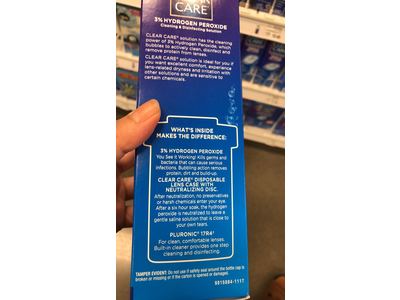 CARE®
3% HYDROGEN PEROXIDE
Cleaning & Disinfecting Solution
CLEAR CARE® solution has the cleaning
power of 3% Hydrogen Peroxide, which
bubbles to actively clean, disinfect and
remove protein from lenses.
CLEAR CARE® solution is ideal for you if
you want excellent comfort, experience
lens-related dryness and irritation with
other solutions and are sensitive to
certain chemicals.
WHAT'S INSIDE
MAKES THE DIFFERENCE:
3% HYDROGEN PEROXIDE
You See it Working! Kills germs and
bacteria that can cause serious
infections. Bubbling action removes
protein, dirt and build-up.
CLEAR CARE® DISPOSABLE
LENS CASE WITH
NEUTRALIZING DISC.
After neutralization, no preservatives
or harsh chemicals enter your eye.
After a six hour soak, the hydrogen
peroxide is neutralized to leave a
gentle saline solution that is close to
your own tears.
PLURONIC^ 17R4†
For clean, comfortable lenses.
Built-in cleaner provides one step
cleaning and disinfecting.
TAMPER EVIDENT: Do not use if safety seal around the bottle cap is
broken or missing or if the carton is opened or damaged.
9819884-1117